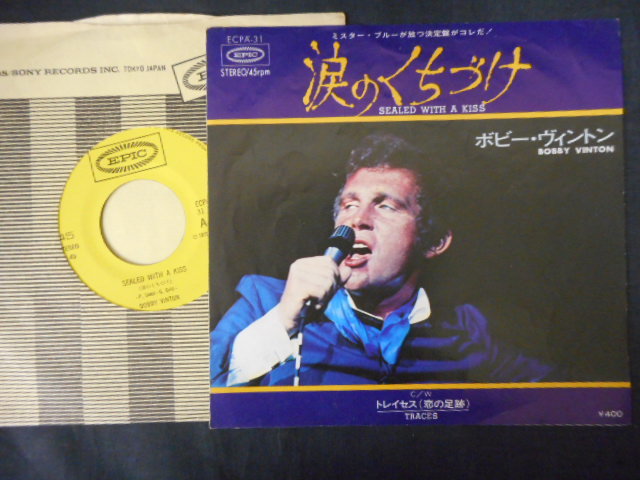 S/SONY RECORDS INC. TOKYO JAPAN
EPIC
EPIC
A
SEALED WITH A KISS
BOBBY VINTON
ECPA-31
EPIC
STEREO/45rpm
ミスター・ブルーが放つ決定盤がコレだ!
涙のくちづけ
SEALED WITH A KISS
ボビー・ヴィントン
BOBBY VINTON
C/W
トレイセス(恋の足跡)
TRACES
¥400